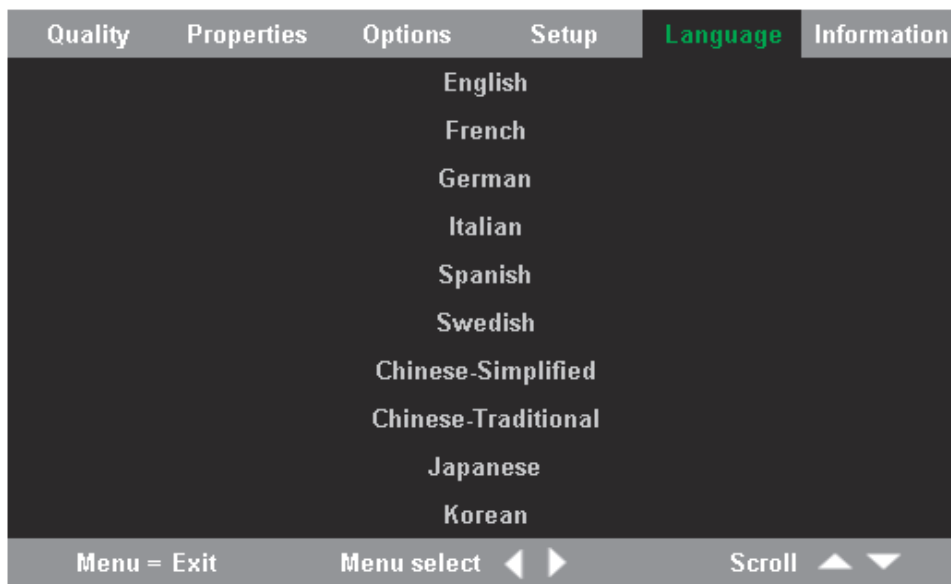 Quality Properties Options Setup Language Information
English
French
German
Italian
Spanish
Swedish
Chinese-Simplified
Chinese-Traditional
Japanese
Korean
Menu = Exit Menu select Scroll